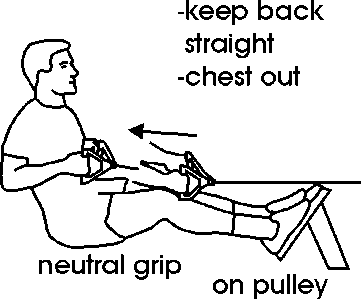 -keep back
straight
-chest out
neutral grip
on pulley